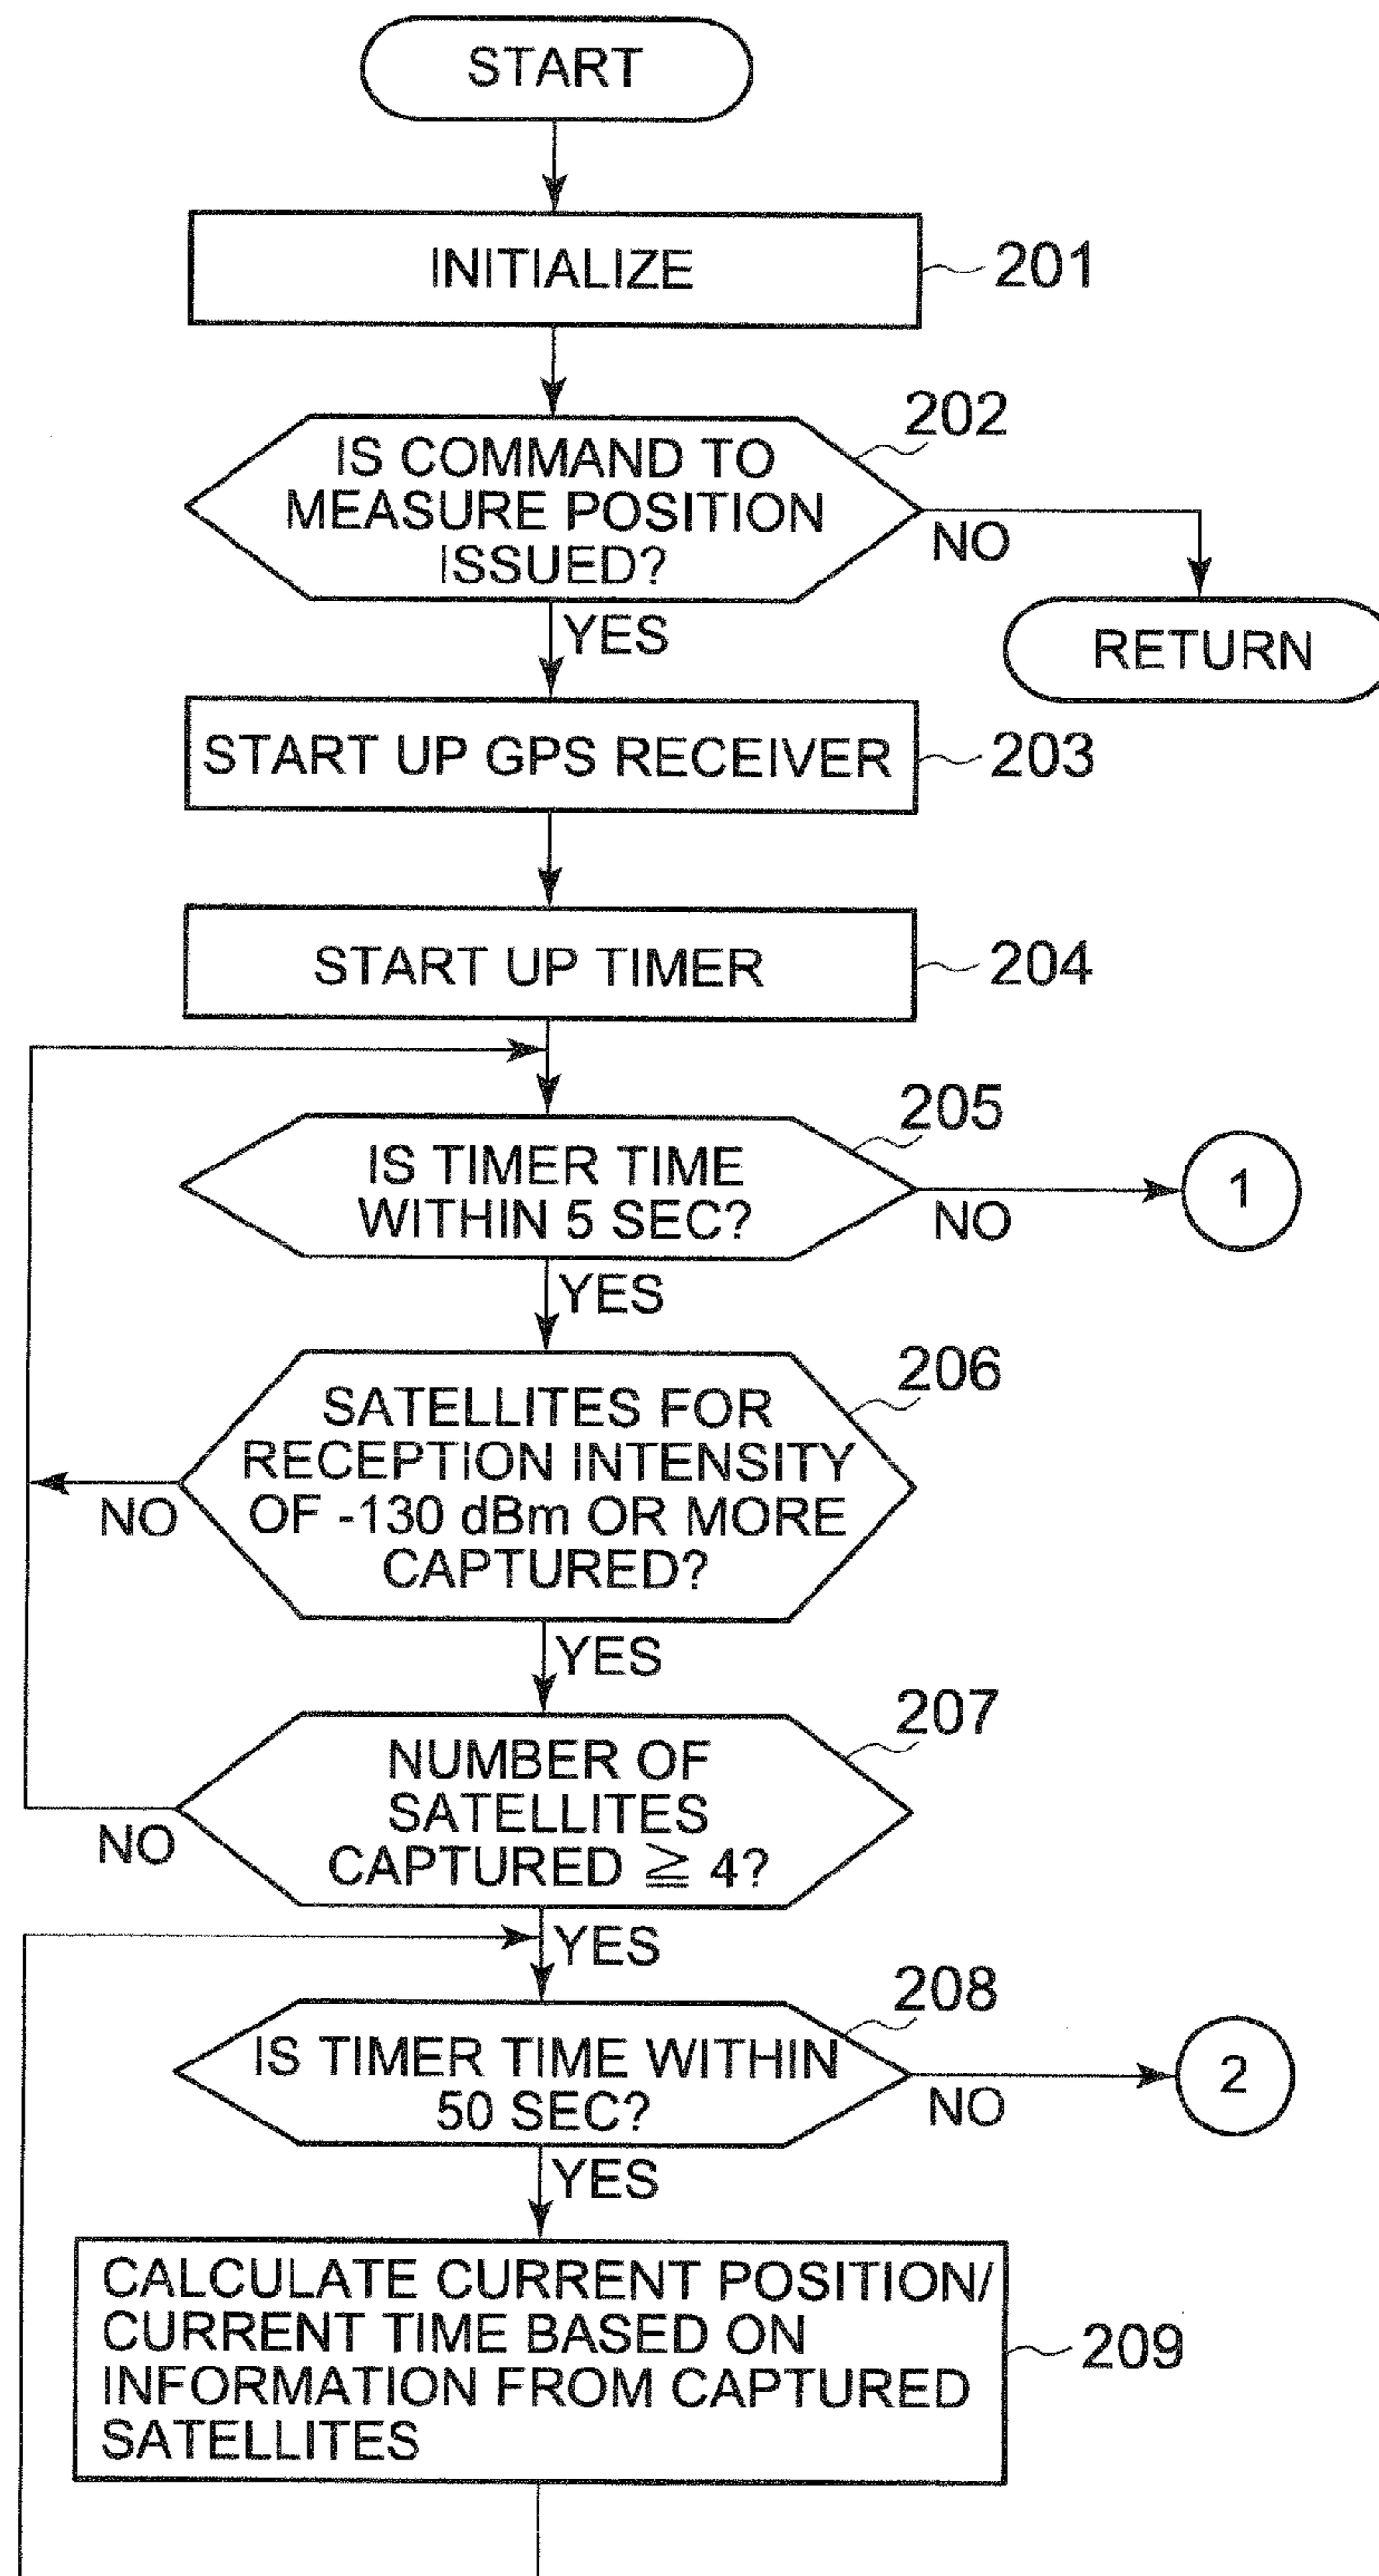 START
INITIALIZE
201
202
IS COMMAND TO
MEASURE POSITION
ISSUED?
NO
YES
RETURN
START UP GPS RECEIVER
203
START UP TIMER
204
205
IS TIMER TIME
WITHIN 5 SEC?
1
NO
YES
206
SATELLITES FOR
RECEPTION INTENSITY
OF -130 dBm OR MORE
CAPTURED?
NO
YES
207
NUMBER OF
SATELLITES
CAPTURED ≧ 4?
NO
YES
208
IS TIMER TIME WITHIN
50 SEC?
2
NO
YES
CALCULATE CURRENT POSITION/
CURRENT TIME BASED ON
INFORMATION FROM CAPTURED
SATELLITES
209